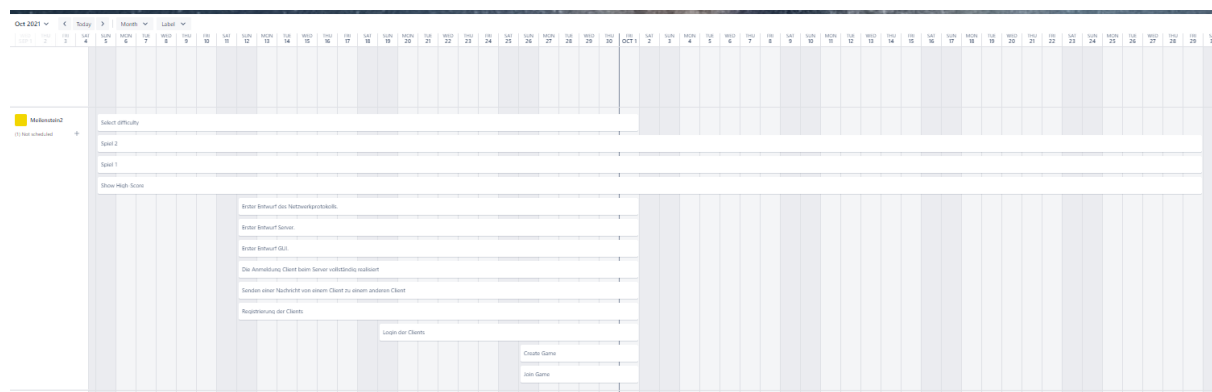 Oct 2021 Today Month Label
WED OCT 1 THU 2 FRI 3 SAT 4 SUN 5 MON 6 TUE 7 WED 8 THU 9 FRI 10 SAT 11 SUN 12 MON 13 TUE 14 WED 15 THU 16 FRI 17 SAT 18 SUN 19 MON 20 TUE 21 WED 22 THU 23 FRI 24 SAT 25 SUN 26 MON 27 TUE 28 WED 29 THU 30 FRI OCT 1 SAT 2 SUN 3 MON 4 TUE 5 WED 6 THU 7 FRI 8 SAT 9 SUN 10 MON 11 TUE 12 WED 13 THU 14 FRI 15 SAT 16 SUN 17 MON 18 TUE 19 WED 20 THU 21 FRI 22 SAT 23 SUN 24 MON 25 TUE 26 WED 27 THU 28 FRI 29
Meilenstein2
(1) Not scheduled +
Select difficulty
Spiel 2
Spiel 1
Show High Score
Erster Entwurf des Netzwerkprotokolls.
Erster Entwurf Server.
Erster Entwurf GUI.
Die Anmeldung Client beim Server vollständig realisiert
Senden einer Nachricht von einem Client zu einem anderen Client
Registrierung der Clients
Login der Clients
Create Game
Join Game